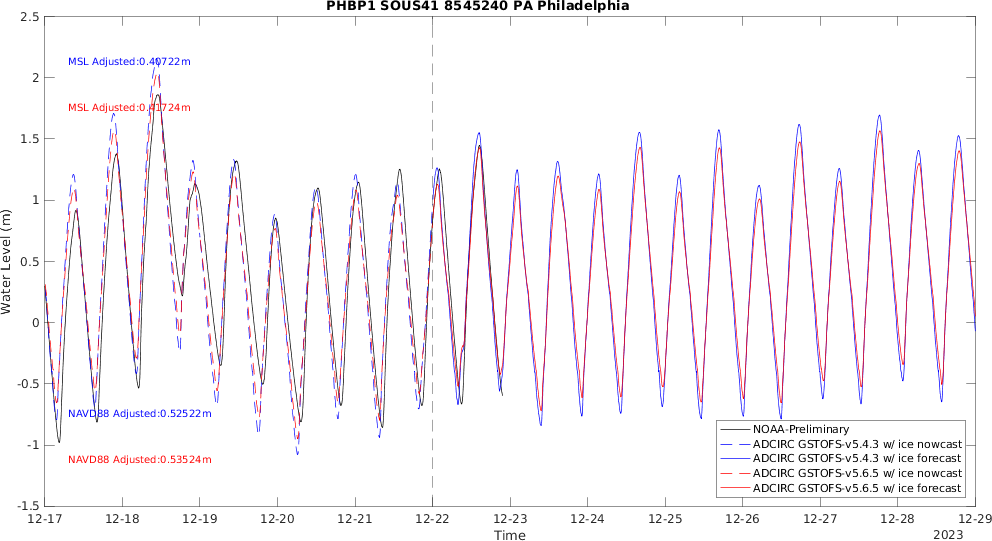 PHBP1 SOUS41 8545240 PA Philadelphia
2.5
2
1.5
1
0.5
0
-0.5
-1
-1.5
Water Level (m)
MSL Adjusted:0.40722m
MSL Adjusted:0.41724m
NAVD88 Adjusted:0.52522m
NAVD88 Adjusted:0.53524m
NOAA-Preliminary
ADCIRC GSTOFS-v5.4.3 w/ ice nowcast
ADCIRC GSTOFS-v5.4.3 w/ ice forecast
ADCIRC GSTOFS-v5.6.5 w/ ice nowcast
ADCIRC GSTOFS-v5.6.5 w/ ice forecast
12-17 12-18 12-19 12-20 12-21 12-22 12-23 12-24 12-25 12-26 12-27 12-28 12-29
Time
2023